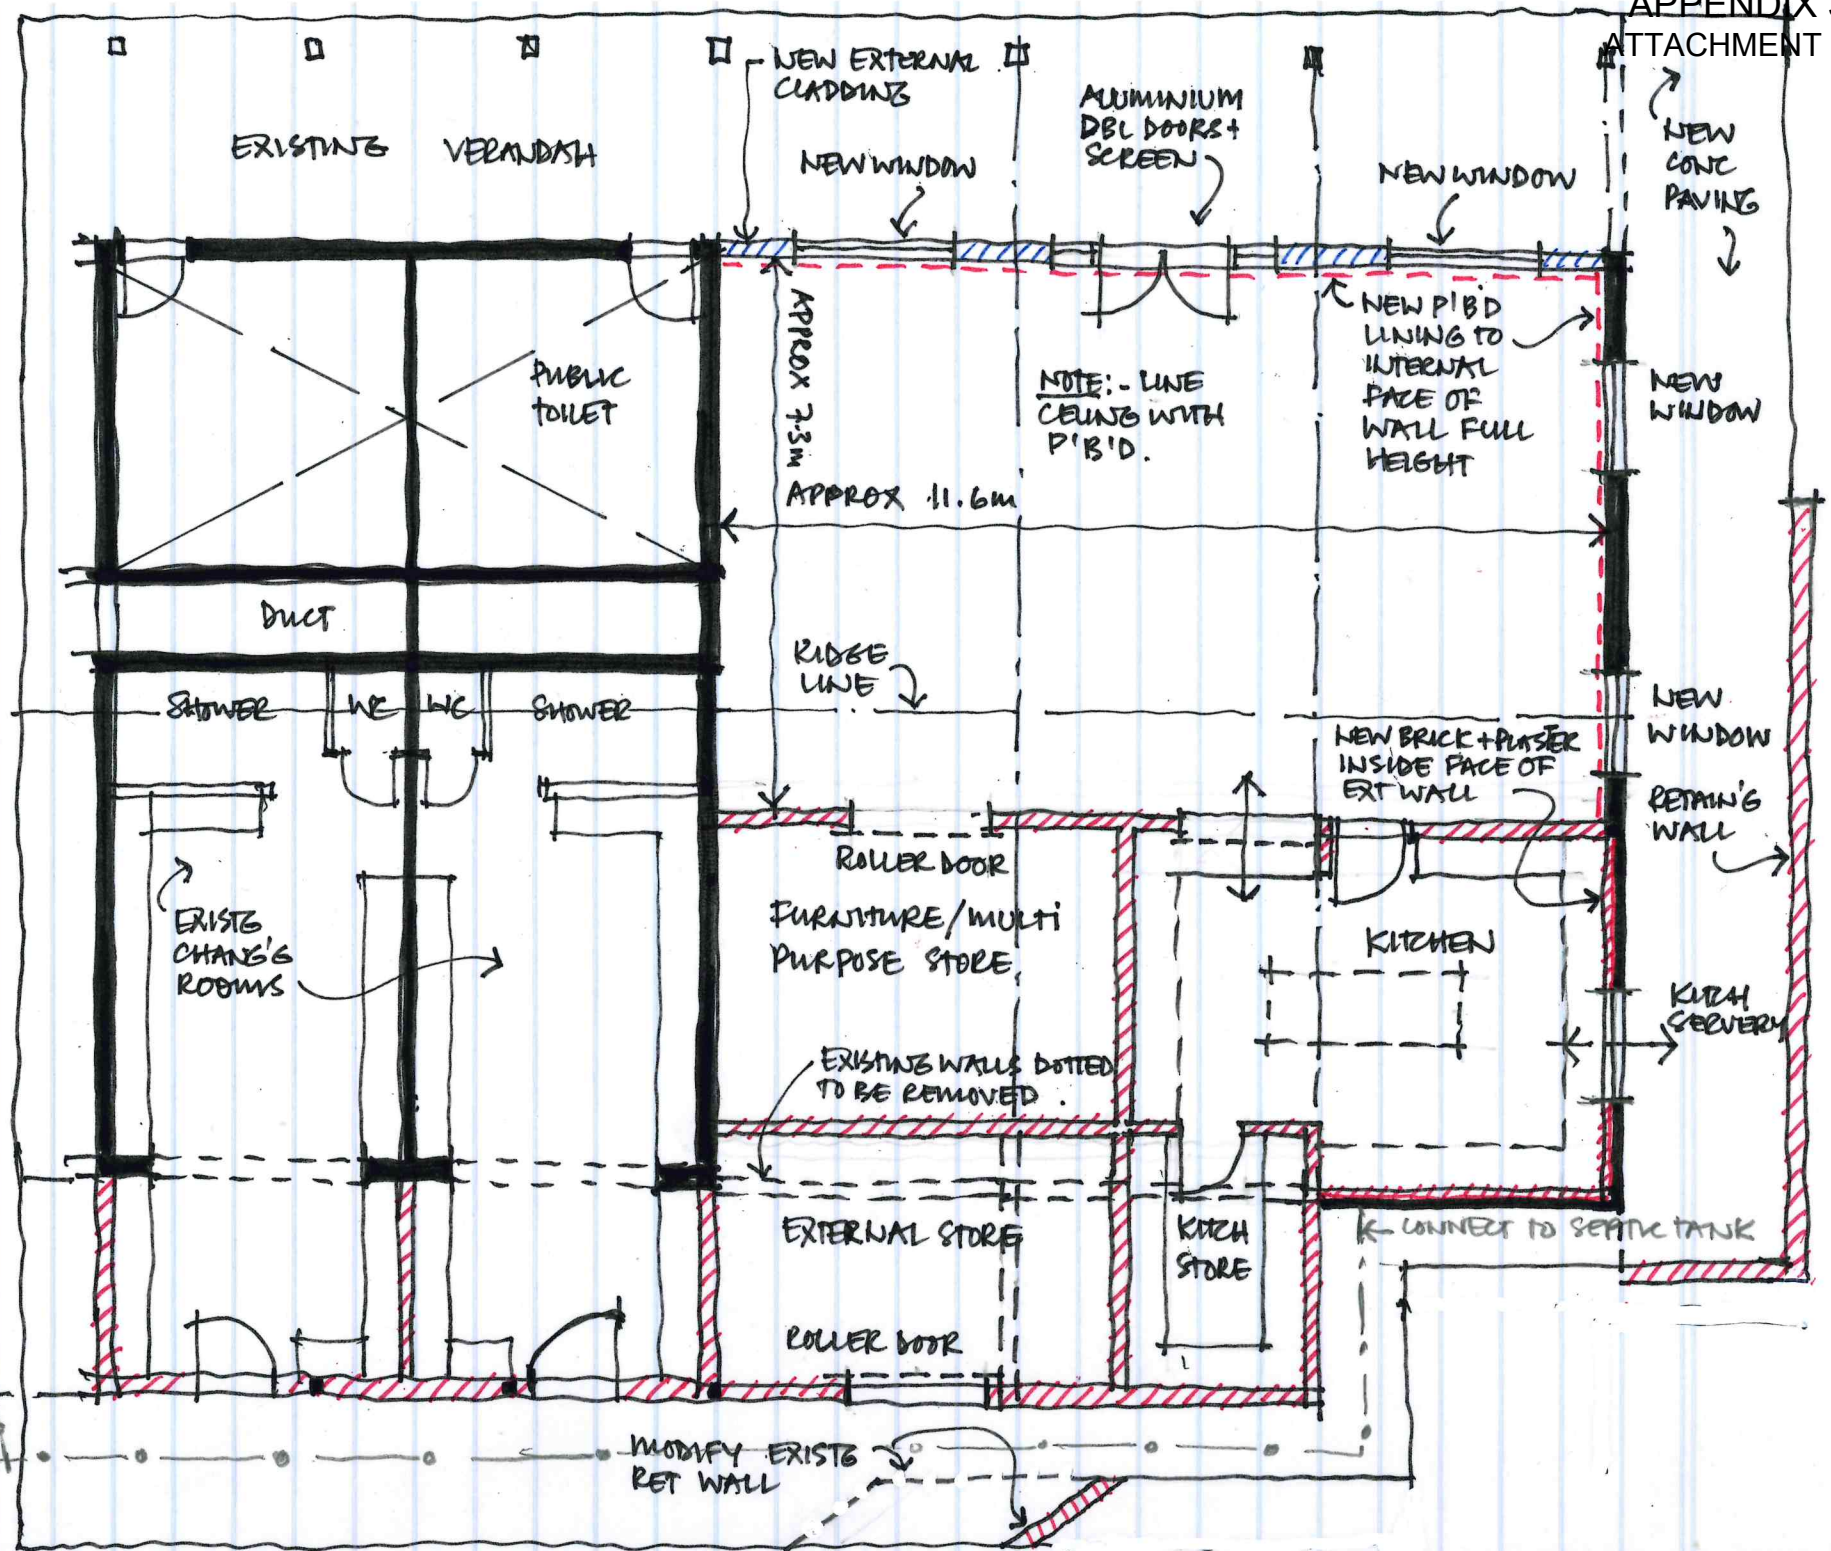 APPENDIX
ATTACHMENT
NEW EXTERNAL
CLADDING
ALUMINIUM
DBL DOORS +
SCREEN
NEW
CONC
PAVING
EXISTING VERANDAH
NEW WINDOW
NEW WINDOW
APPROX 7.3m
PUBLIC
TOILET
NOTE:- LINE
CELING WITH
P'B'D.
NEW P'B'D
LINING TO
INTERNAL
FACE OF
WALL FULL
HEIGHT
NEW
WINDOW
APPROX 11.6m
DUCT
RIDGE
LINE
SHOWER
WC
WC
SHOWER
NEW BRICK + PLASTER
INSIDE FACE OF
EXT WALL
NEW
WINDOW
RETAIN'G
WALL
ROLLER DOOR
FURNITURE/MULTI
PURPOSE STORE
KITCHEN
EXISTG
CHANG'G
ROOMS
KITCH
SERVERY
EXISTING WALLS DOTTED
TO BE REMOVED.
EXTERNAL STORE
KITCH
STORE
CONNECT TO SEPTIC TANK
ROLLER DOOR
MODIFY EXISTG
RET WALL